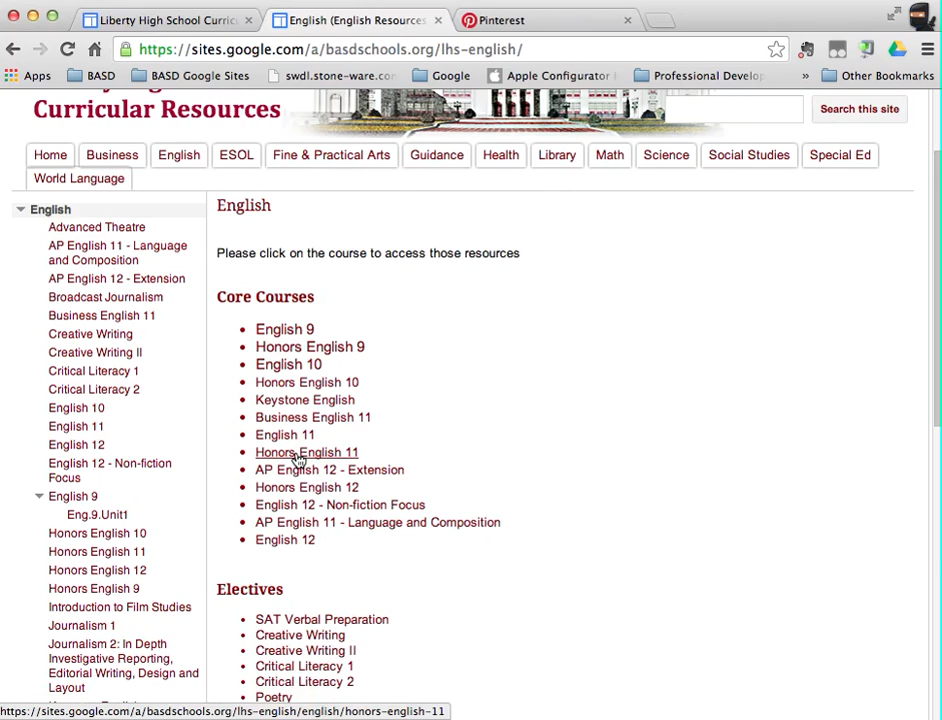 Liberty High School Curricu
English (English Resources
Pinterest
https://sites.google.com/a/basdschools.org/lhs-english/
Apps
BASD
BASD Google Sites
swdl.stone-ware.co
Google
Apple Configurator
Professional Develop
»
Other Bookmarks
Curricular Resources
Search this site
Home
Business
English
ESOL
Fine & Practical Arts
Guidance
Health
Library
Math
Science
Social Studies
Special Ed
World Language
English
Advanced Theatre
AP English 11 - Language
and Composition
AP English 12 - Extension
Broadcast Journalism
Business English 11
Creative Writing
Creative Writing II
Critical Literacy 1
Critical Literacy 2
English 10
English 11
English 12
English 12 - Non-fiction
Focus
English 9
Eng.9.Unit1
Honors English 10
Honors English 11
Honors English 12
Honors English 9
Introduction to Film Studies
Journalism 1
Journalism 2: In Depth
Investigative Reporting,
Editorial Writing, Design and
Layout
English
Please click on the course to access those resources
Core Courses
• English 9
• Honors English 9
• English 10
• Honors English 10
• Keystone English
• Business English 11
• English 11
• Honors English 11
• AP English 12 - Extension
• Honors English 12
• English 12 - Non-fiction Focus
• AP English 11 - Language and Composition
• English 12
Electives
• SAT Verbal Preparation
• Creative Writing
• Creative Writing II
• Critical Literacy 1
• Critical Literacy 2
• Poetry
https://sites.google.com/a/basdschools.org/lhs-english/english/honors-english-11